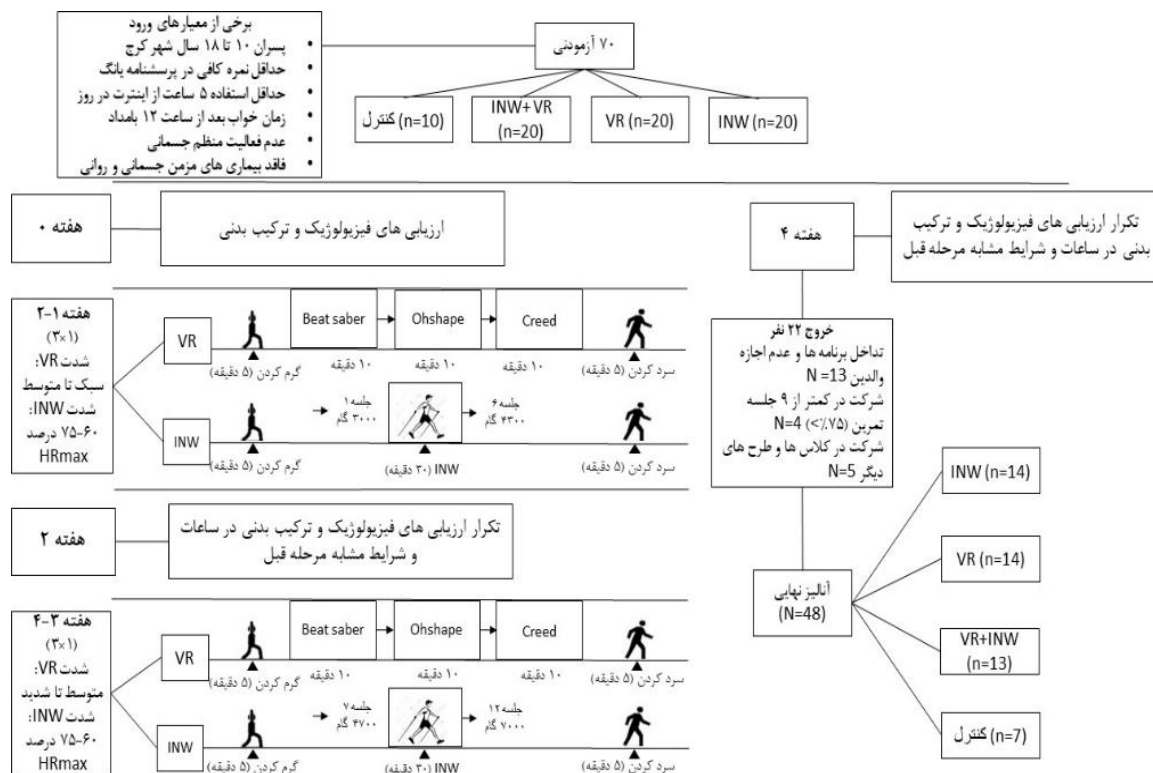 برخی از معیارهای ورود
• پسران ۱۰ تا ۱۸ سال شهر کرج
• حداقل نمره کافی در پرسشنامه یانگ
• حداقل استفاده ۵ ساعت از اینترت در روز
• زمان خواب بعد از ساعت ۱۲ بامداد
• عدم فعالیت منظم جسمانی
• فاقد بیماری های مزمن جسمانی و روانی
۷۰ آزمودنی
INW (n=20)
VR (n=20)
INW+ VR
(n=20)
کنترل (n=10)
هفته ۰
ارزیابی های فیزیولوژیک و ترکیب بدنی
هفته ۱-۲
(۳×۱)
شدت VR:
سبک تا متوسط
شدت INW:
۷۵-۶۰ درصد
HRmax
VR
گرم کردن (۵ دقیقه)
Beat saber
۱۰ دقیقه
Ohshape
۱۰ دقیقه
Creed
۱۰ دقیقه
سرد کردن (۵ دقیقه)
INW
گرم کردن (۵ دقیقه)
جلسه ۱
۳۰۰۰ گام
INW (۳۰ دقیقه)
جلسه ۶
۴۳۰۰ گام
سرد کردن (۵ دقیقه)
هفته ۲
تکرار ارزیابی های فیزیولوژیک و ترکیب بدنی در ساعات
و شرایط مشابه مرحله قبل
هفته ۳-۴
(۳×۱)
شدت VR:
متوسط تا شدید
شدت INW:
۷۵-۶۰ درصد
HRmax
VR
گرم کردن (۵ دقیقه)
Beat saber
۱۰ دقیقه
Ohshape
۱۰ دقیقه
Creed
۱۰ دقیقه
سرد کردن (۵ دقیقه)
INW
گرم کردن (۵ دقیقه)
جلسه ۷
۴۷۰۰ گام
INW (۳۰ دقیقه)
جلسه ۱۲
۷۰۰۰ گام
سرد کردن (۵ دقیقه)
هفته ۴
تکرار ارزیابی های فیزیولوژیک و ترکیب
بدنی در ساعات و شرایط مشابه مرحله قبل
خروج ۲۲ نفر
تداخل برنامه ها و عدم اجازه
والدین N =13
شرکت در کمتر از ۹ جلسه
تمرین (۷۵٪>) N=4
شرکت در کلاس ها و طرح های
دیگر N=5
آنالیز نهایی
(N=48)
INW (n=14)
VR (n=14)
VR+INW
(n=13)
کنترل (n=7)